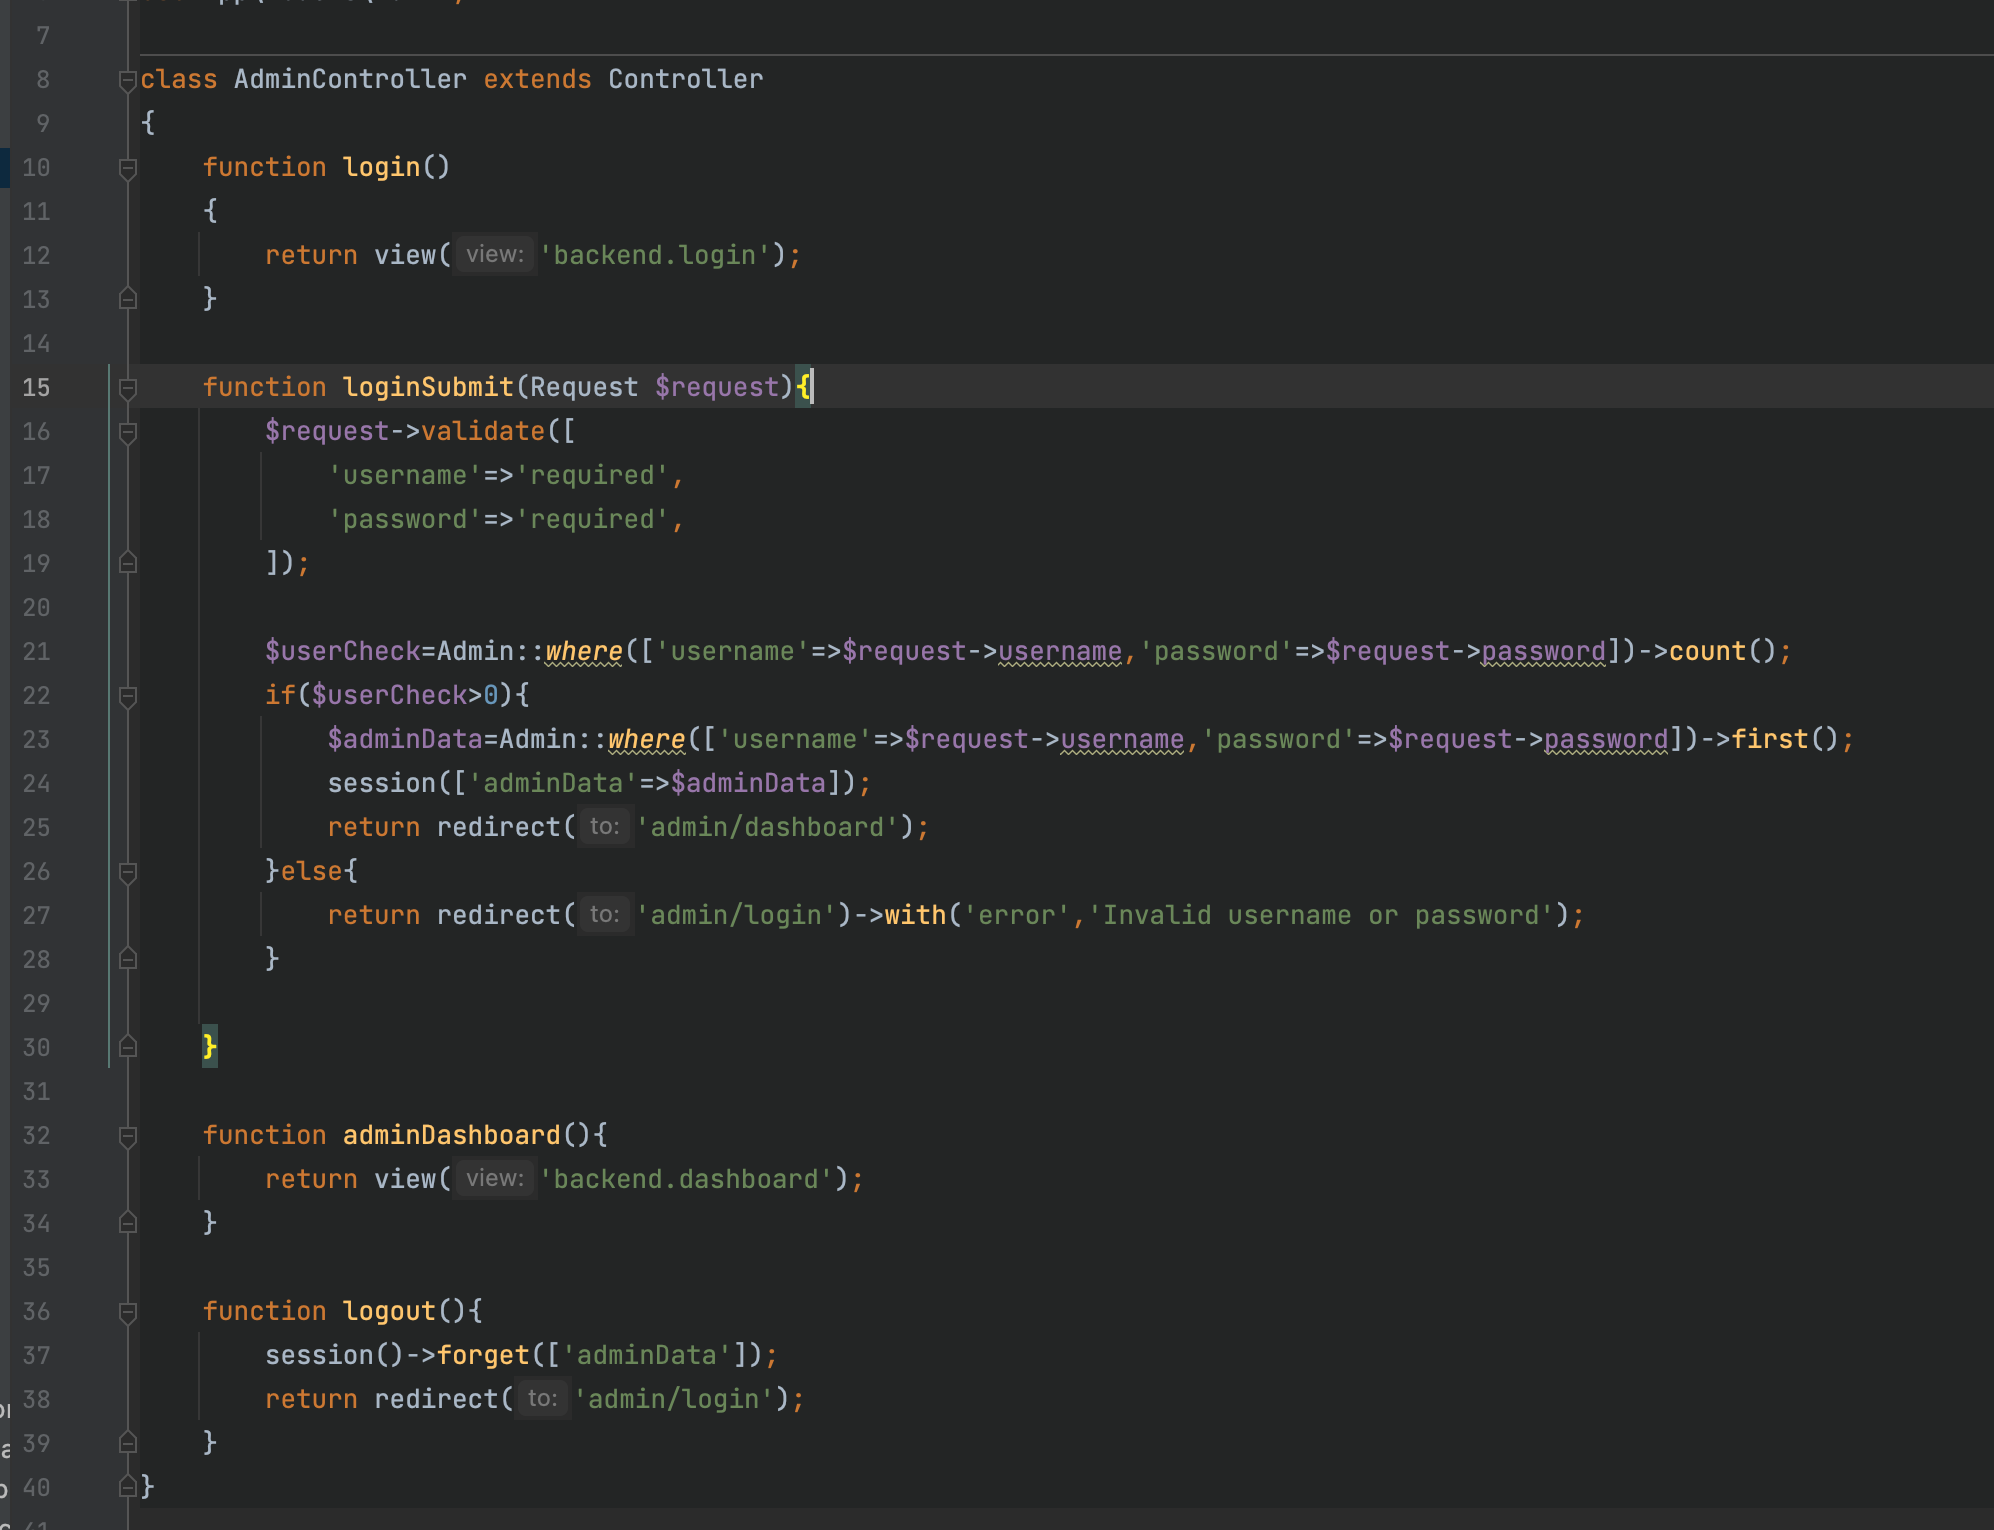 7
8 class AdminController extends Controller
9 {
10 function login()
11 {
12 return view( view: 'backend.login');
13 }
14
15 function loginSubmit(Request $request){
16 $request->validate([
17 'username'=>'required',
18 'password'=>'required',
19 ]);
20
21 $userCheck=Admin::where(['username'=>$request->username,'password'=>$request->password])->count();
22 if($userCheck>0){
23 $adminData=Admin::where(['username'=>$request->username,'password'=>$request->password])->first();
24 session(['adminData'=>$adminData]);
25 return redirect( to: 'admin/dashboard');
26 }else{
27 return redirect( to: 'admin/login')->with('error','Invalid username or password');
28 }
29
30 }
31
32 function adminDashboard(){
33 return view( view: 'backend.dashboard');
34 }
35
36 function logout(){
37 session()->forget(['adminData']);
38 return redirect( to: 'admin/login');
39 }
40 }